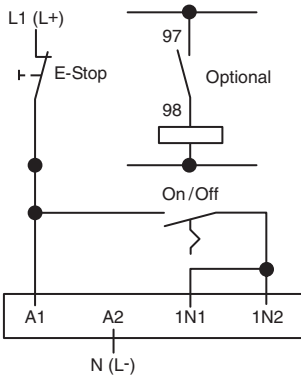 L1 (L+)
97
E-Stop
Optional
98
On/Off
A1 A2 1N1 1N2
N (L-)